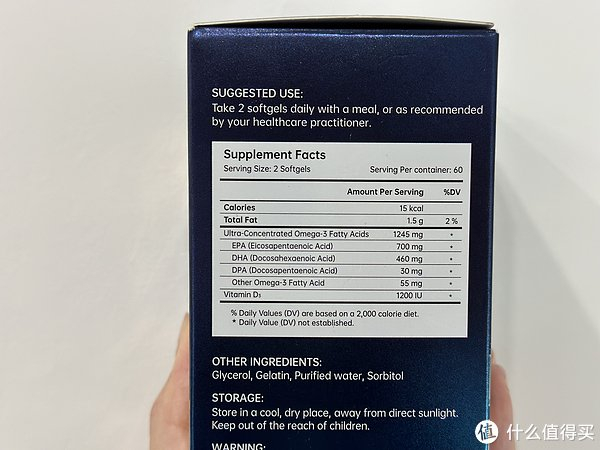 SUGGESTED USE:
Take 2 softgels daily with a meal, or as recommended
by your healthcare practitioner.
Supplement Facts
Serving Size: 2 Softgels Serving Per container: 60
Amount Per Serving %DV
Calories 15 kcal
Total Fat 1.5 g 2 %
Ultra-Concentrated Omega-3 Fatty Acids 1245 mg *
EPA (Eicosapentaenoic Acid) 700 mg *
DHA (Docosahexaenoic Acid) 460 mg *
DPA (Docosapentaenoic Acid) 30 mg *
Other Omega-3 Fatty Acid 55 mg *
Vitamin D₃ 1200 IU *
% Daily Values (DV) are based on a 2,000 calorie diet.
* Daily Value (DV) not established.
OTHER INGREDIENTS:
Glycerol, Gelatin, Purified water, Sorbitol
STORAGE:
Store in a cool, dry place, away from direct sunlight.
Keep out of the reach of children.
WARNING:
值 什么值得买